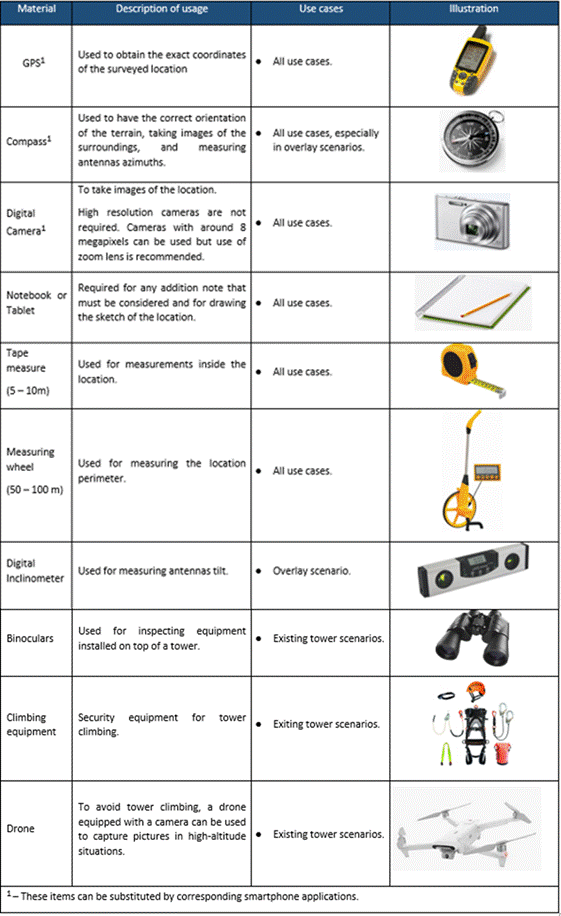 Material Description of usage Use cases Illustration
GPS1
Used to obtain the exact coordinates
of the surveyed location
● All use cases.
Compass1
Used to have the correct orientation
of the terrain, taking images of the
surroundings, and measuring
antennas azimuths.
● All use cases, especially
in overlay scenarios.
Digital
Camera1
To take images of the location.
High resolution cameras are not
required. Cameras with around 8
megapixels can be used but use of
zoom lens is recommended.
● All use cases.
Notebook or
Tablet
Required for any addition note that
must be considered and for drawing
the sketch of the location.
● All use cases.
Tape
measure
(5 – 10m)
Used for measurements inside the
location.
● All use cases.
Measuring
wheel
(50 – 100 m)
Used for measuring the location
perimeter.
● All use cases.
Digital
Inclinometer
Used for measuring antennas tilt.
● Overlay scenario.
Binoculars
Used for inspecting equipment
installed on top of a tower.
● Existing tower scenarios.
Climbing
equipment
Security equipment for tower
climbing.
● Exiting tower scenarios.
Drone
To avoid tower climbing, a drone
equipped with a camera can be used
to capture pictures in high-altitude
situations.
● Existing tower scenarios.
1 – These items can be substituted by corresponding smartphone applications.